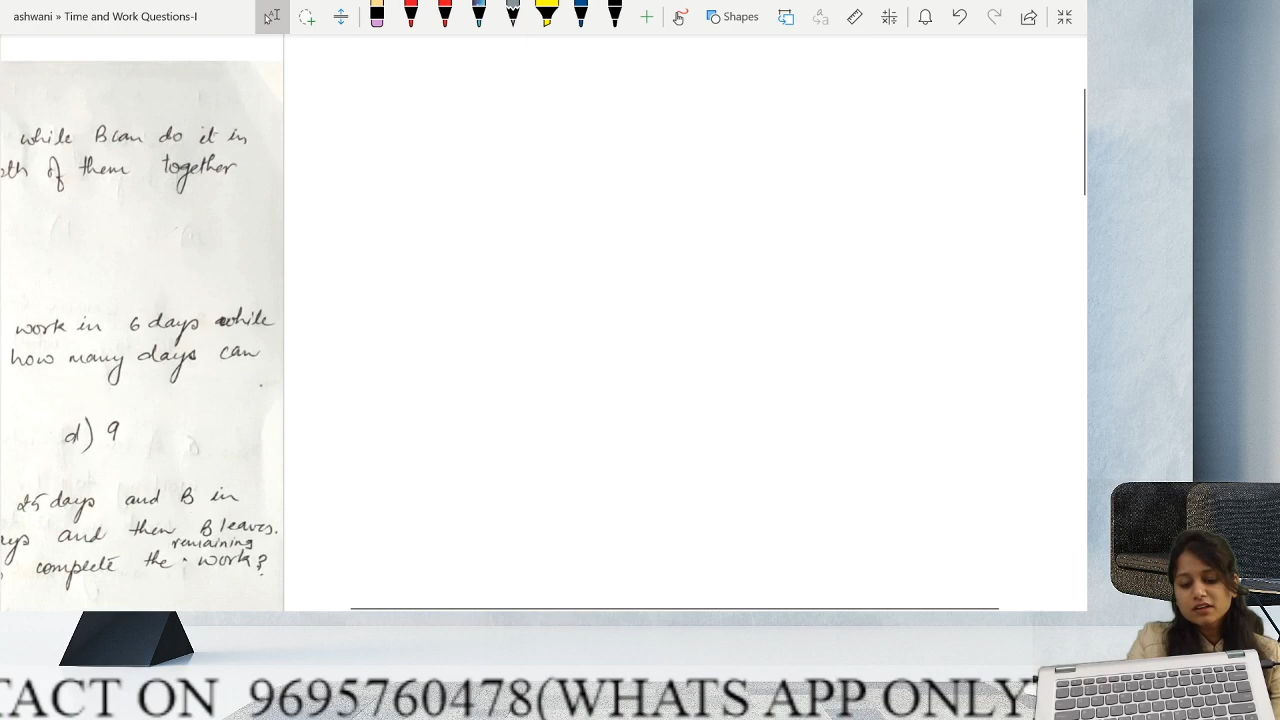 ashwani » Time and Work Questions-I
Shapes
while B can do it in
oth of them together
work in 6 days while
how many days can
d) 9
25 days and B in
ys and then B leaves.
remaining
complete the work?
TACT ON 9695760478(WHATS APP ONLY